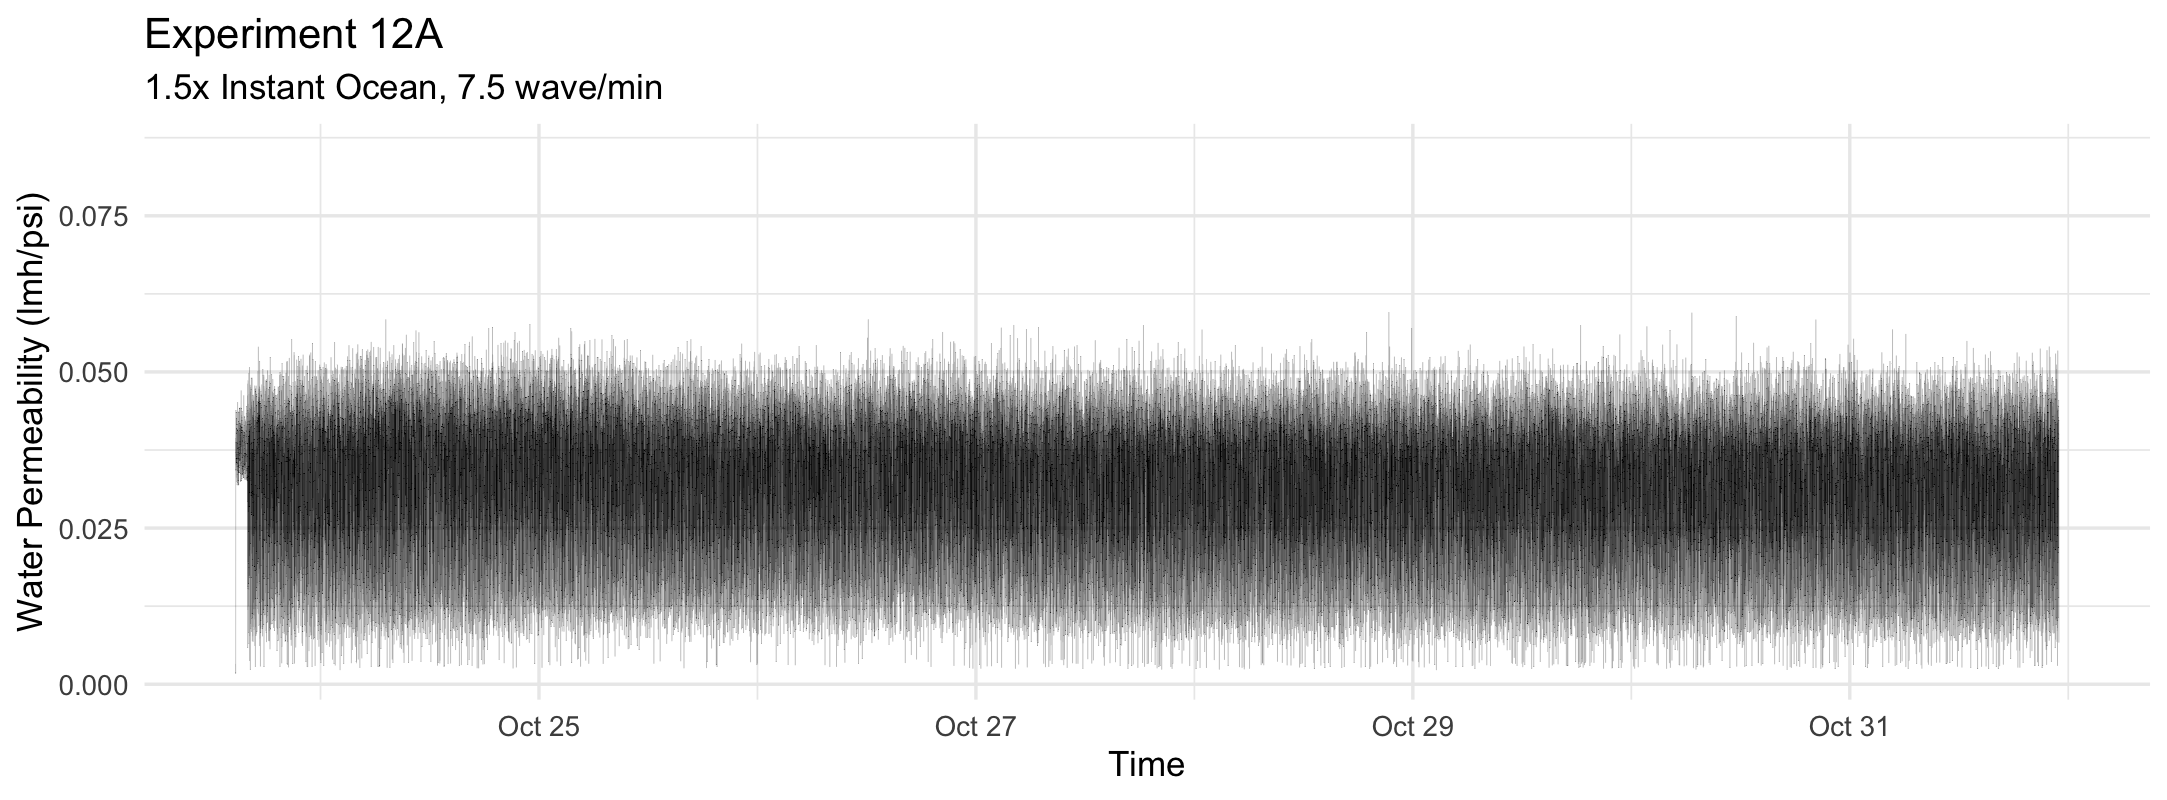 Experiment 12A
1.5x Instant Ocean, 7.5 wave/min
Water Permeability (lmh/psi)
0.075
0.050
0.025
0.000
Oct 25
Oct 27
Oct 29
Oct 31
Time